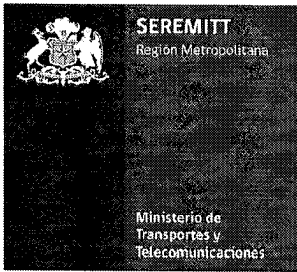 SEREMITT
Región Metropolitana
Ministerio de
Transportes y
Telecomunicaciones